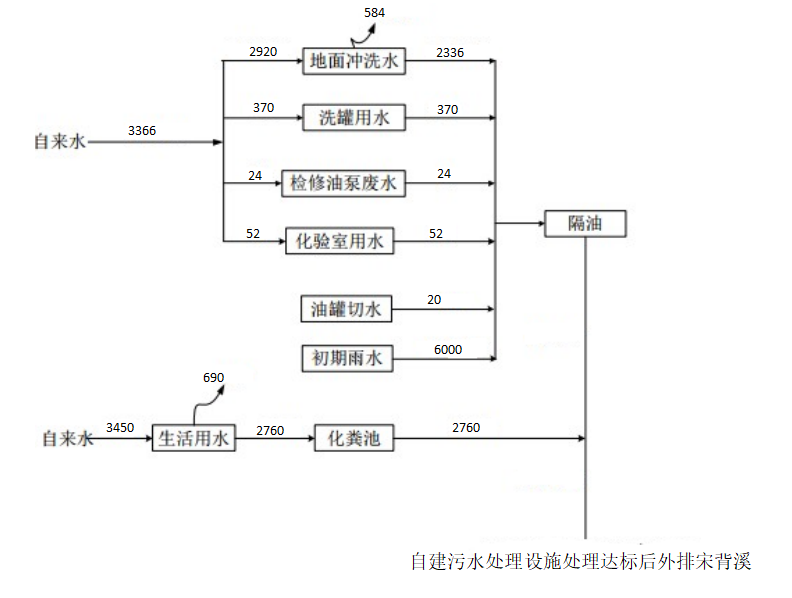 584
2920
地面冲洗水
2336
370
洗罐用水
370
自来水
3366
24
检修油泵废水
24
52
化验室用水
52
隔油
油罐切水
20
初期雨水
6000
690
自来水
3450
生活用水
2760
化粪池
2760
自建污水处理设施处理达标后外排宋背溪